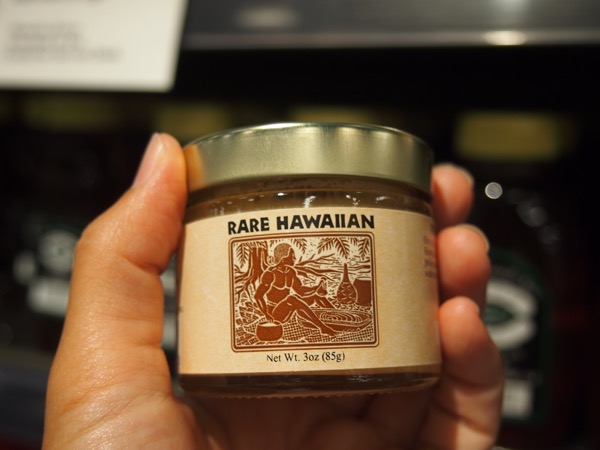 RARE HAWAIIAN
Net Wt. 3oz (85g)